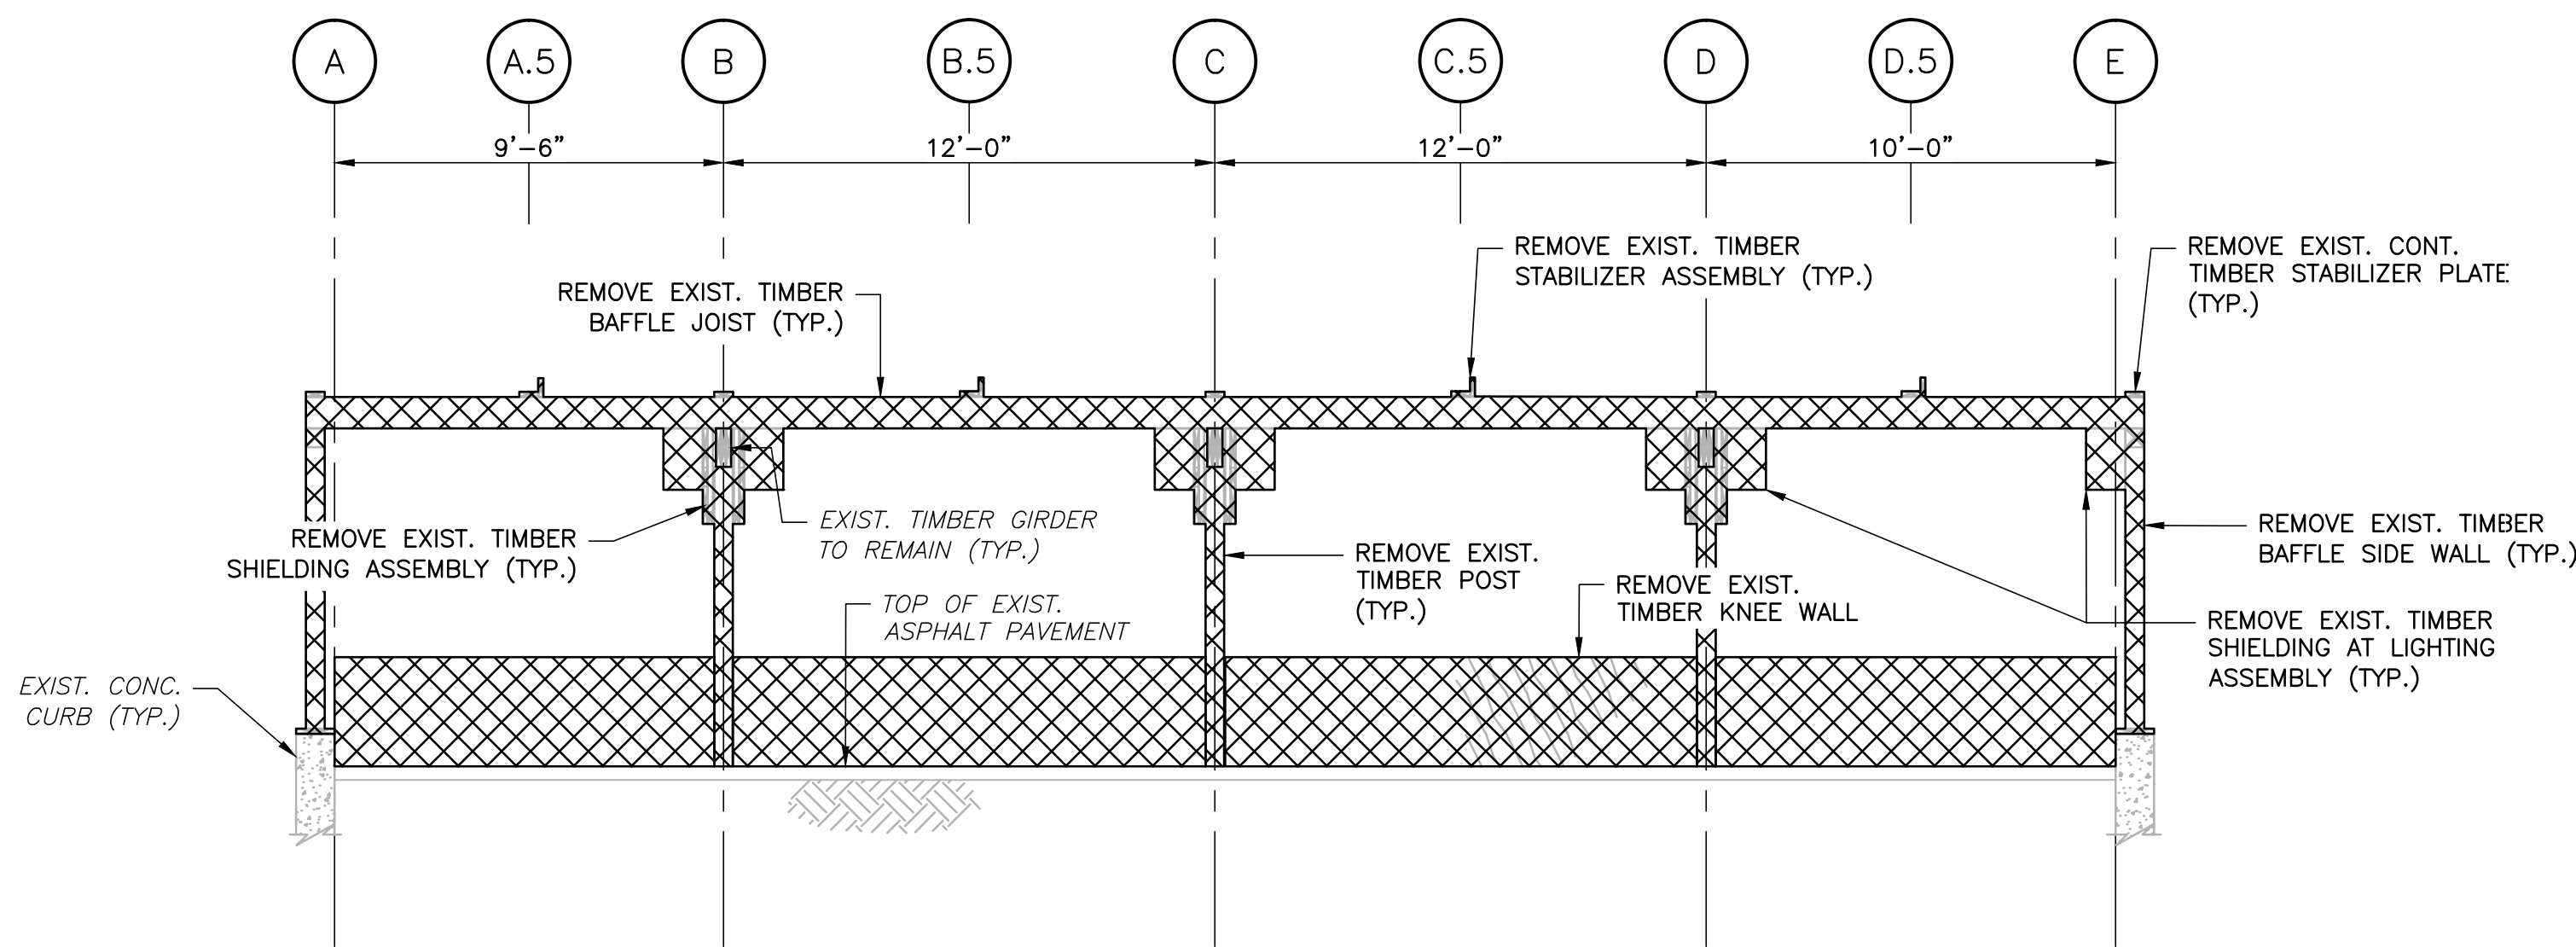 A
A.5
B
B.5
C
C.5
D
D.5
E
9'-6"
12'-0"
12'-0"
10'-0"
REMOVE EXIST. TIMBER
STABILIZER ASSEMBLY (TYP.)
REMOVE EXIST. CONT.
TIMBER STABILIZER PLATE
(TYP.)
REMOVE EXIST. TIMBER
BAFFLE JOIST (TYP.)
EXIST. TIMBER GIRDER
TO REMAIN (TYP.)
REMOVE EXIST. TIMBER
SHIELDING ASSEMBLY (TYP.)
REMOVE EXIST.
TIMBER POST
(TYP.)
REMOVE EXIST. TIMBER
BAFFLE SIDE WALL (TYP.)
TOP OF EXIST.
ASPHALT PAVEMENT
REMOVE EXIST.
TIMBER KNEE WALL
REMOVE EXIST. TIMBER
SHIELDING AT LIGHTING
ASSEMBLY (TYP.)
EXIST. CONC.
CURB (TYP.)